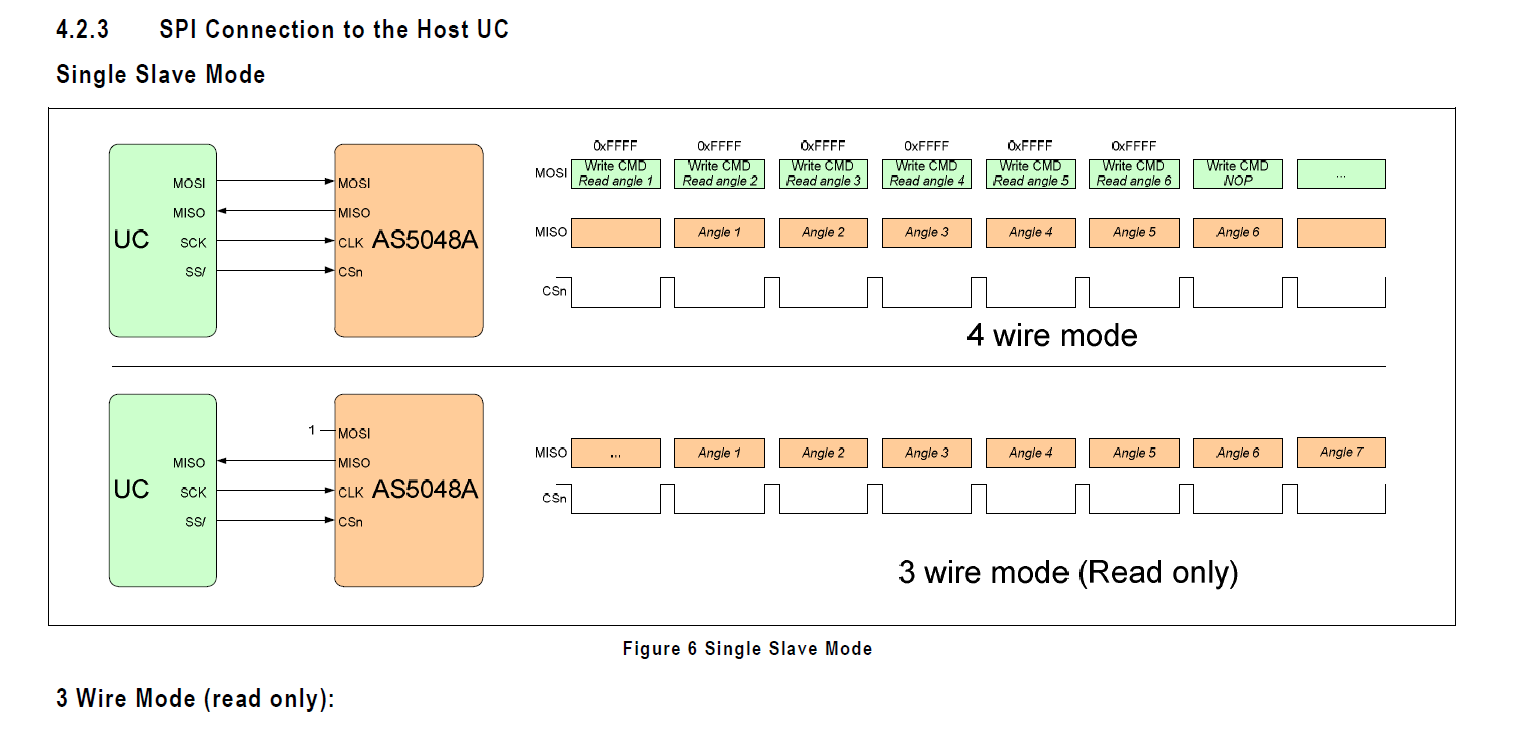 4.2.3 SPI Connection to the Host UC
Single Slave Mode
UC
MOSI
MISO
SCK
SS/
MOSI
MISO
CLK
CSn
AS5048A
0xFFFF 0xFFFF 0xFFFF 0xFFFF 0xFFFF 0xFFFF
MOSI
Write CMD
Read angle 1
Write CMD
Read angle 2
Write CMD
Read angle 3
Write CMD
Read angle 4
Write CMD
Read angle 5
Write CMD
Read angle 6
Write CMD
NOP
...
MISO
Angle 1 Angle 2 Angle 3 Angle 4 Angle 5 Angle 6
CSn
4 wire mode
UC
MISO
SCK
SS/
1
MOSI
MISO
CLK
CSn
AS5048A
MISO
... Angle 1 Angle 2 Angle 3 Angle 4 Angle 5 Angle 6 Angle 7
CSn
3 wire mode (Read only)
Figure 6 Single Slave Mode
3 Wire Mode (read only):